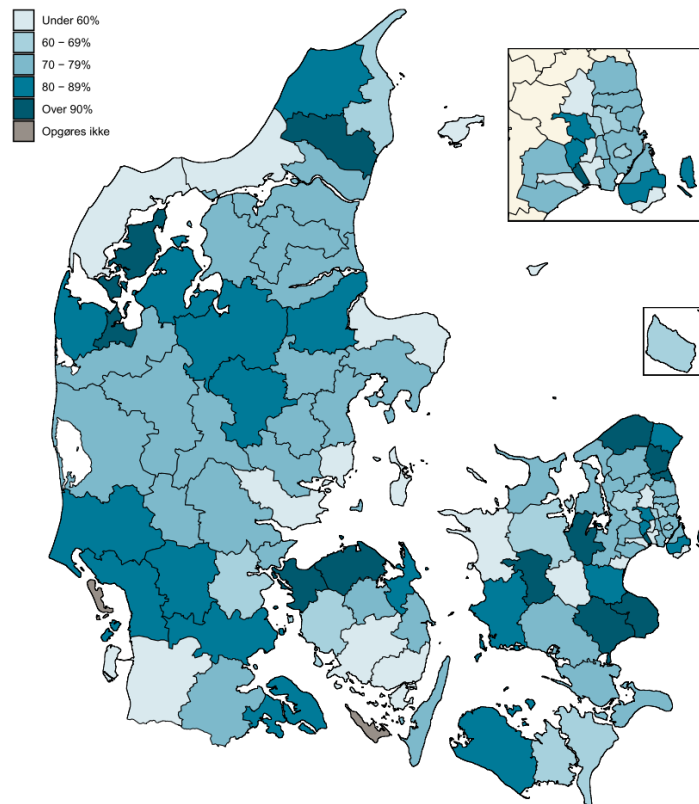 Under 60%
60 – 69%
70 – 79%
80 – 89%
Over 90%
Opgøres ikke